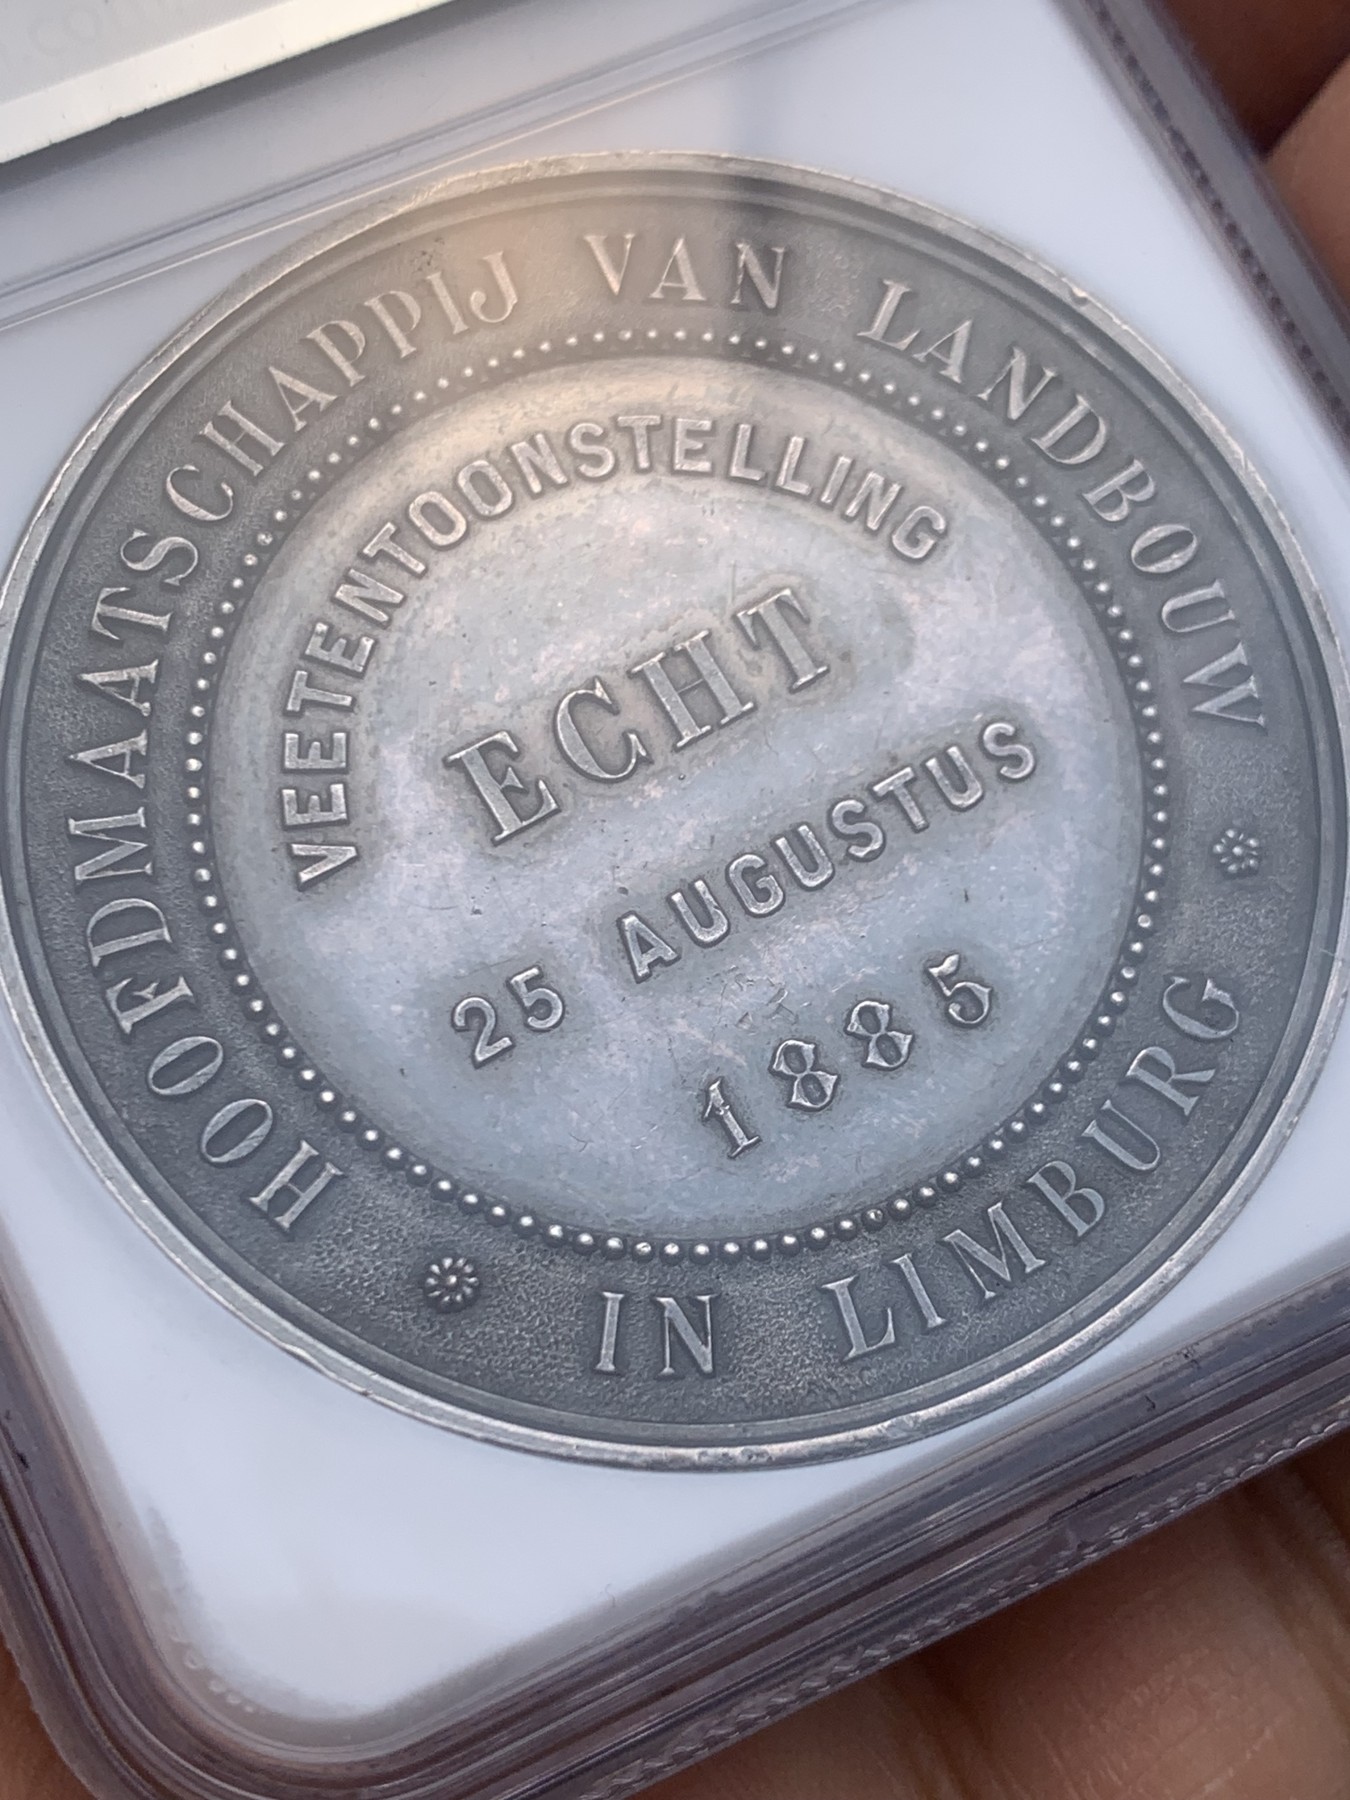 HOOFDMAATSCHAPPIJ VAN LANDBOUW
IN LIMBURG
VEETENTOONSTELLING
ECHT
25 AUGUSTUS
1885